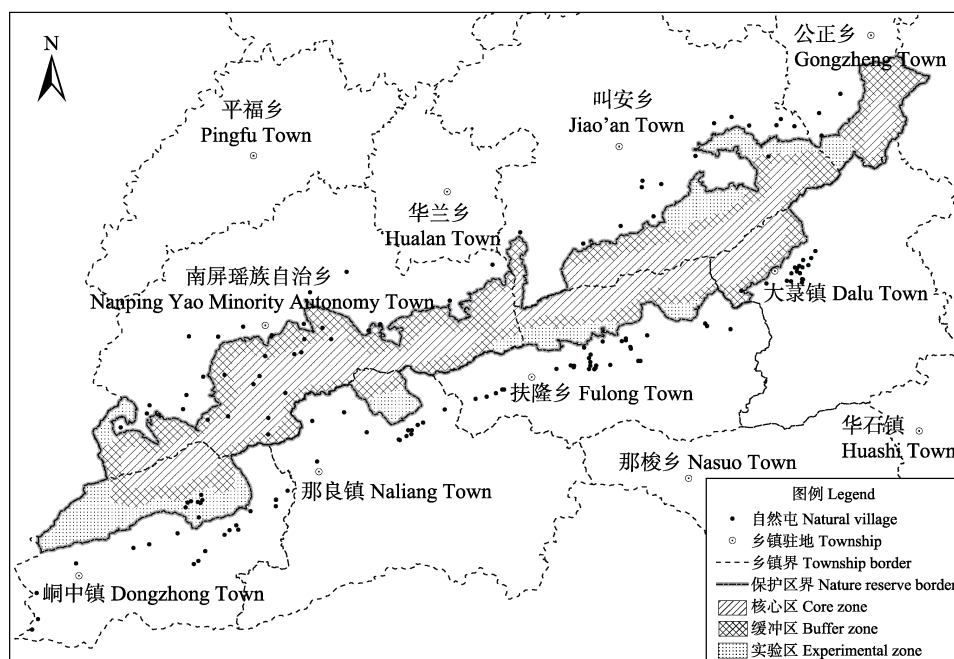 N
公正乡
Gongzheng Town
平福乡
Pingfu Town
叫安乡
Jiao’an Town
华兰乡
Hualan Town
南屏瑶族自治乡
Nanping Yao Minority Autonomy Town
大菉镇 Dalu Town
扶隆乡 Fulong Town
华石镇
Huashi Town
那梭乡 Nasuo Town
那良镇 Naliang Town
峒中镇 Dongzhong Town
图例 Legend
自然屯 Natural village
乡镇驻地 Township
乡镇界 Township border
保护区界 Nature reserve border
核心区 Core zone
缓冲区 Buffer zone
实验区 Experimental zone